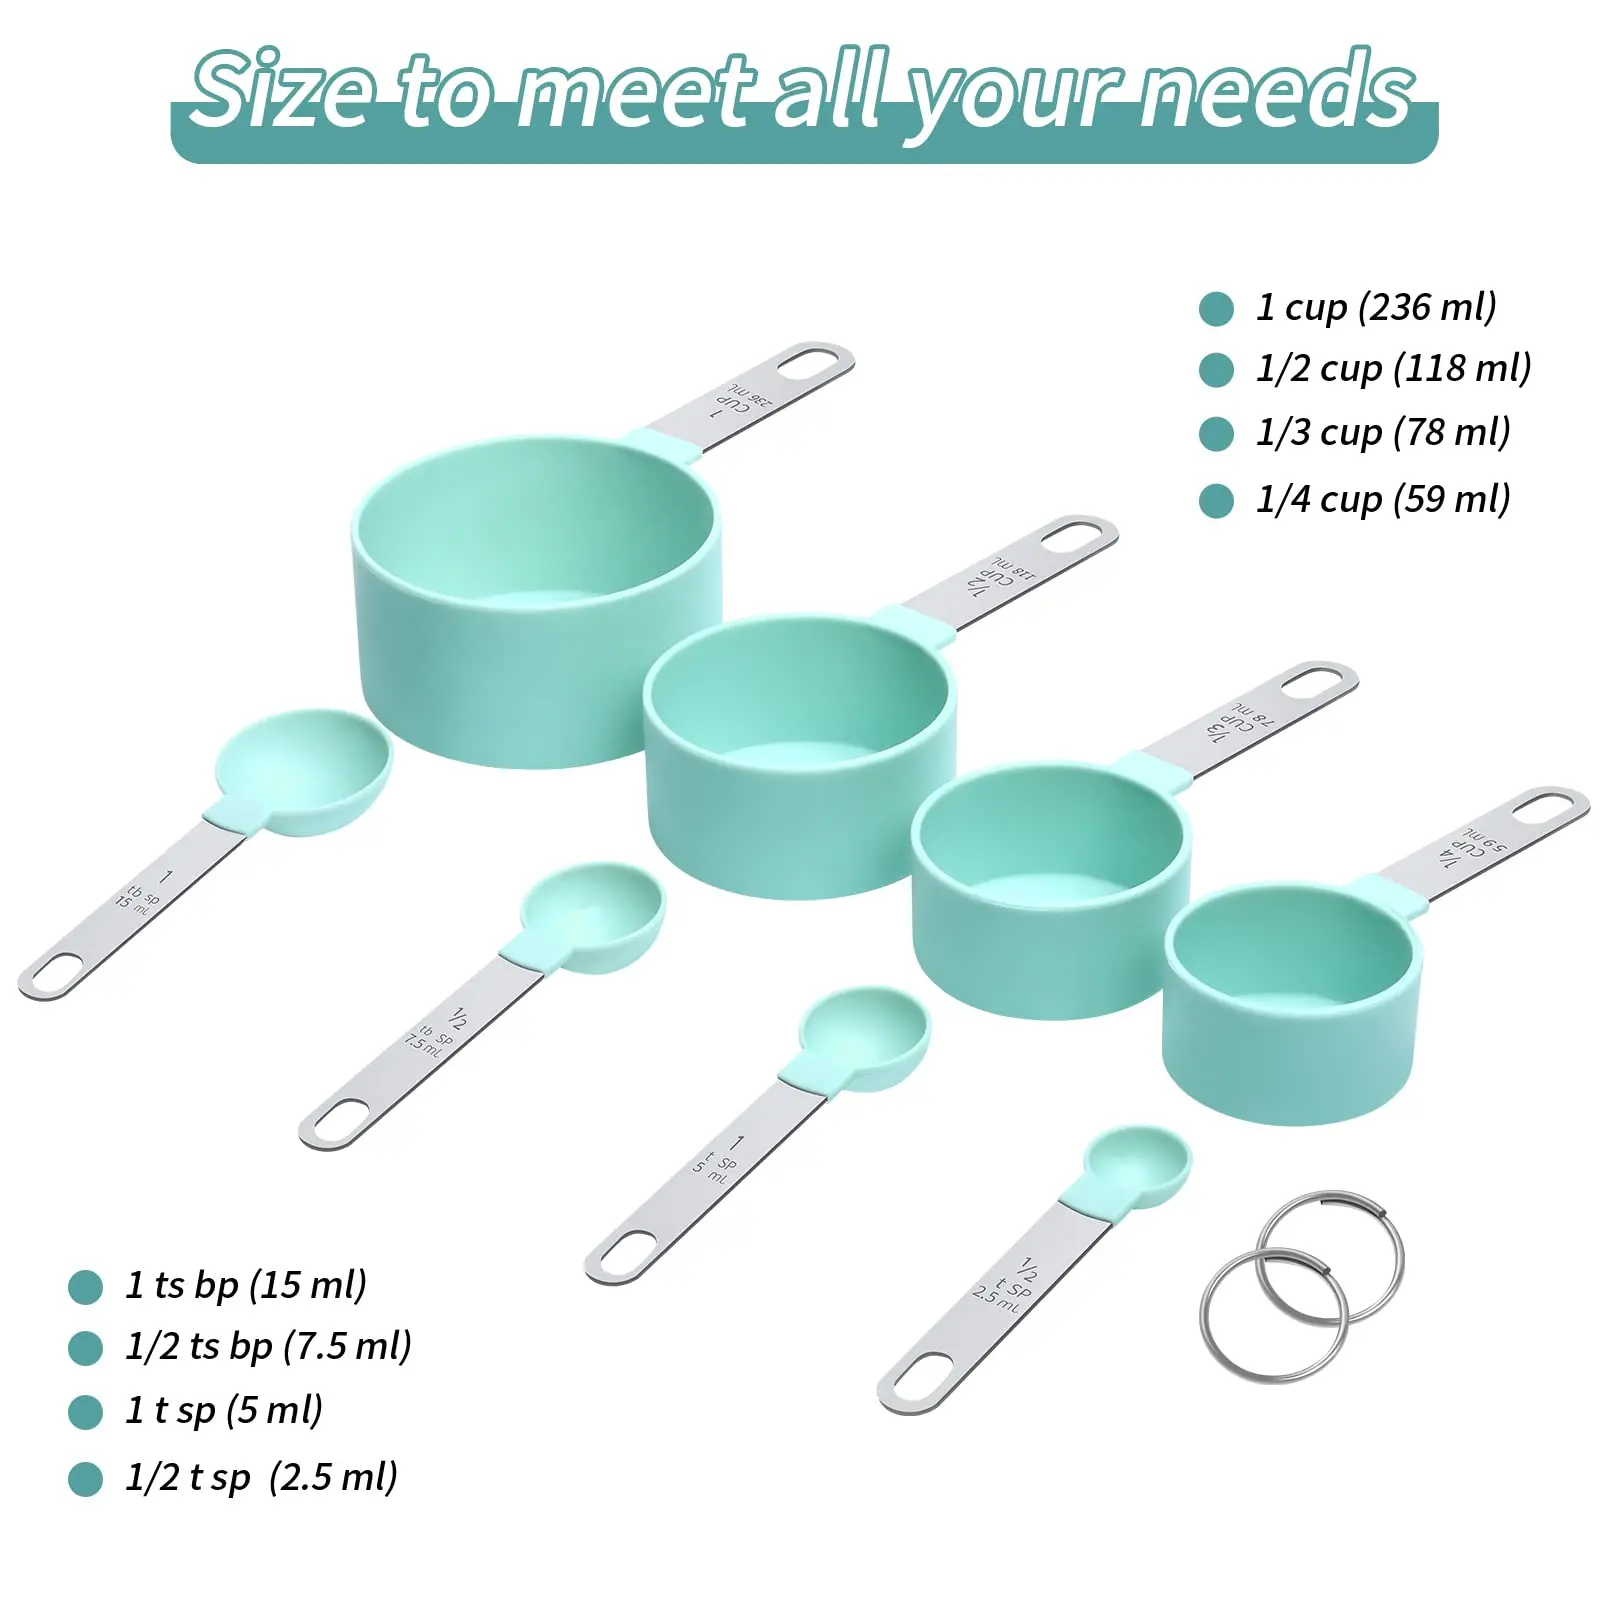 Size to meet all your needs
1 cup (236 ml)
1/2 cup (118 ml)
1/3 cup (78 ml)
1/4 cup (59 ml)
1
CUP
236 ml
1/2
CUP
118 ml
1/3
CUP
78 ml
1/4
CUP
59 ml
1
tb sp
15 ml
1/2
tb SP
7.5 ml
1
t SP
5 ml
1/2
t SP
2.5 ml
1 ts bp (15 ml)
1/2 ts bp (7.5 ml)
1 t sp (5 ml)
1/2 t sp (2.5 ml)